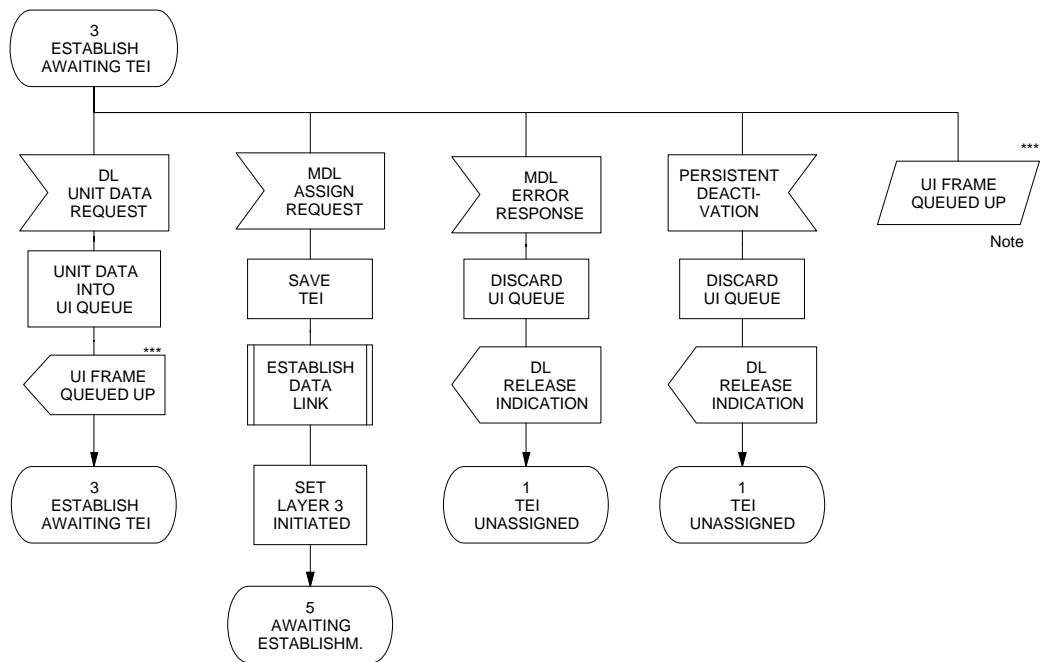 3
ESTABLISH
AWAITING TEI
DL
UNIT DATA
REQUEST
MDL
ASSIGN
REQUEST
MDL
ERROR
RESPONSE
PERSISTENT
DEACTI-
VATION
***
UI FRAME
QUEUED UP
Note
UNIT DATA
INTO
UI QUEUE
SAVE
TEI
DISCARD
UI QUEUE
DISCARD
UI QUEUE
***
UI FRAME
QUEUED UP
ESTABLISH
DATA
LINK
DL
RELEASE
INDICATION
DL
RELEASE
INDICATION
3
ESTABLISH
AWAITING TEI
SET
LAYER 3
INITIATED
1
TEI
UNASSIGNED
1
TEI
UNASSIGNED
5
AWAITING
ESTABLISHM.